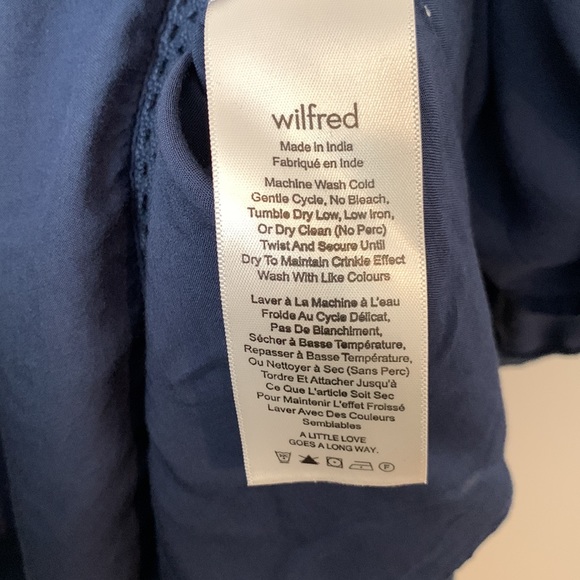 wilfred
Made in India
Fabriqué en Inde
Machine Wash Cold
Gentle Cycle, No Bleach,
Tumble Dry Low, Low Iron,
Or Dry Clean (No Perc)
Twist And Secure Until
Dry To Maintain Crinkle Effect
Wash With Like Colours
Laver à La Machine à L'eau
Froide Au Cycle Délicat,
Pas De Blanchiment,
Sécher à Basse Température,
Repasser à Basse Température,
Ou Nettoyer à Sec (Sans Perc)
Tordre Et Attacher Jusqu'à
Ce Que L'article Soit Sec
Pour Maintenir L'effet Froissé
Laver Avec Des Couleurs
Semblables
A LITTLE LOVE
GOES A LONG WAY.
F